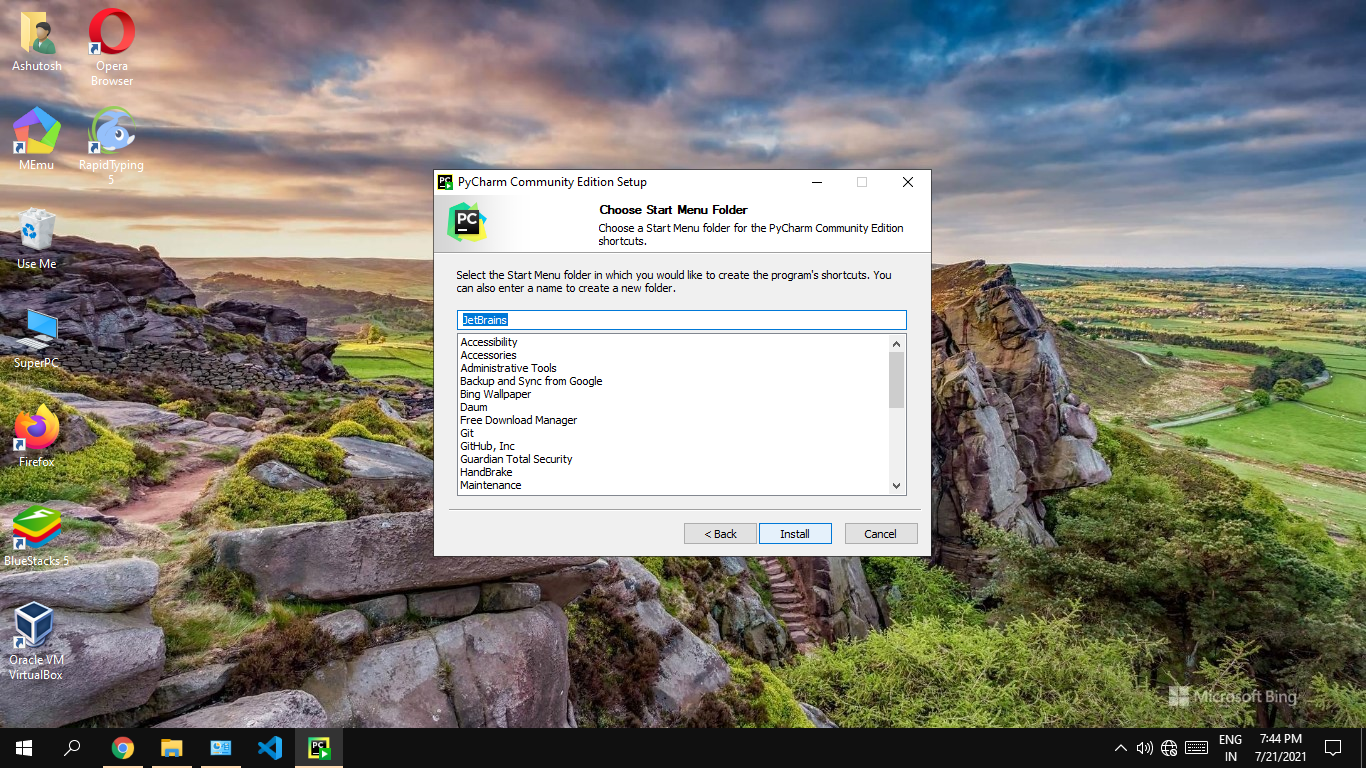 Ashutosh
Opera
Browser
MEmu
RapidTyping
5
Use Me
SuperPC
Firefox
BlueStacks 5
Oracle VM
VirtualBox
PC
PyCharm Community Edition Setup
PC
Choose Start Menu Folder
Choose a Start Menu folder for the PyCharm Community Edition
shortcuts.
Select the Start Menu folder in which you would like to create the program's shortcuts. You
can also enter a name to create a new folder.
JetBrains
Accessibility
Accessories
Administrative Tools
Backup and Sync from Google
Bing Wallpaper
Daum
Free Download Manager
Git
GitHub, Inc
Guardian Total Security
HandBrake
Maintenance
< Back
Install
Cancel
Microsoft Bing
PC
ENG
IN
7:44 PM
7/21/2021